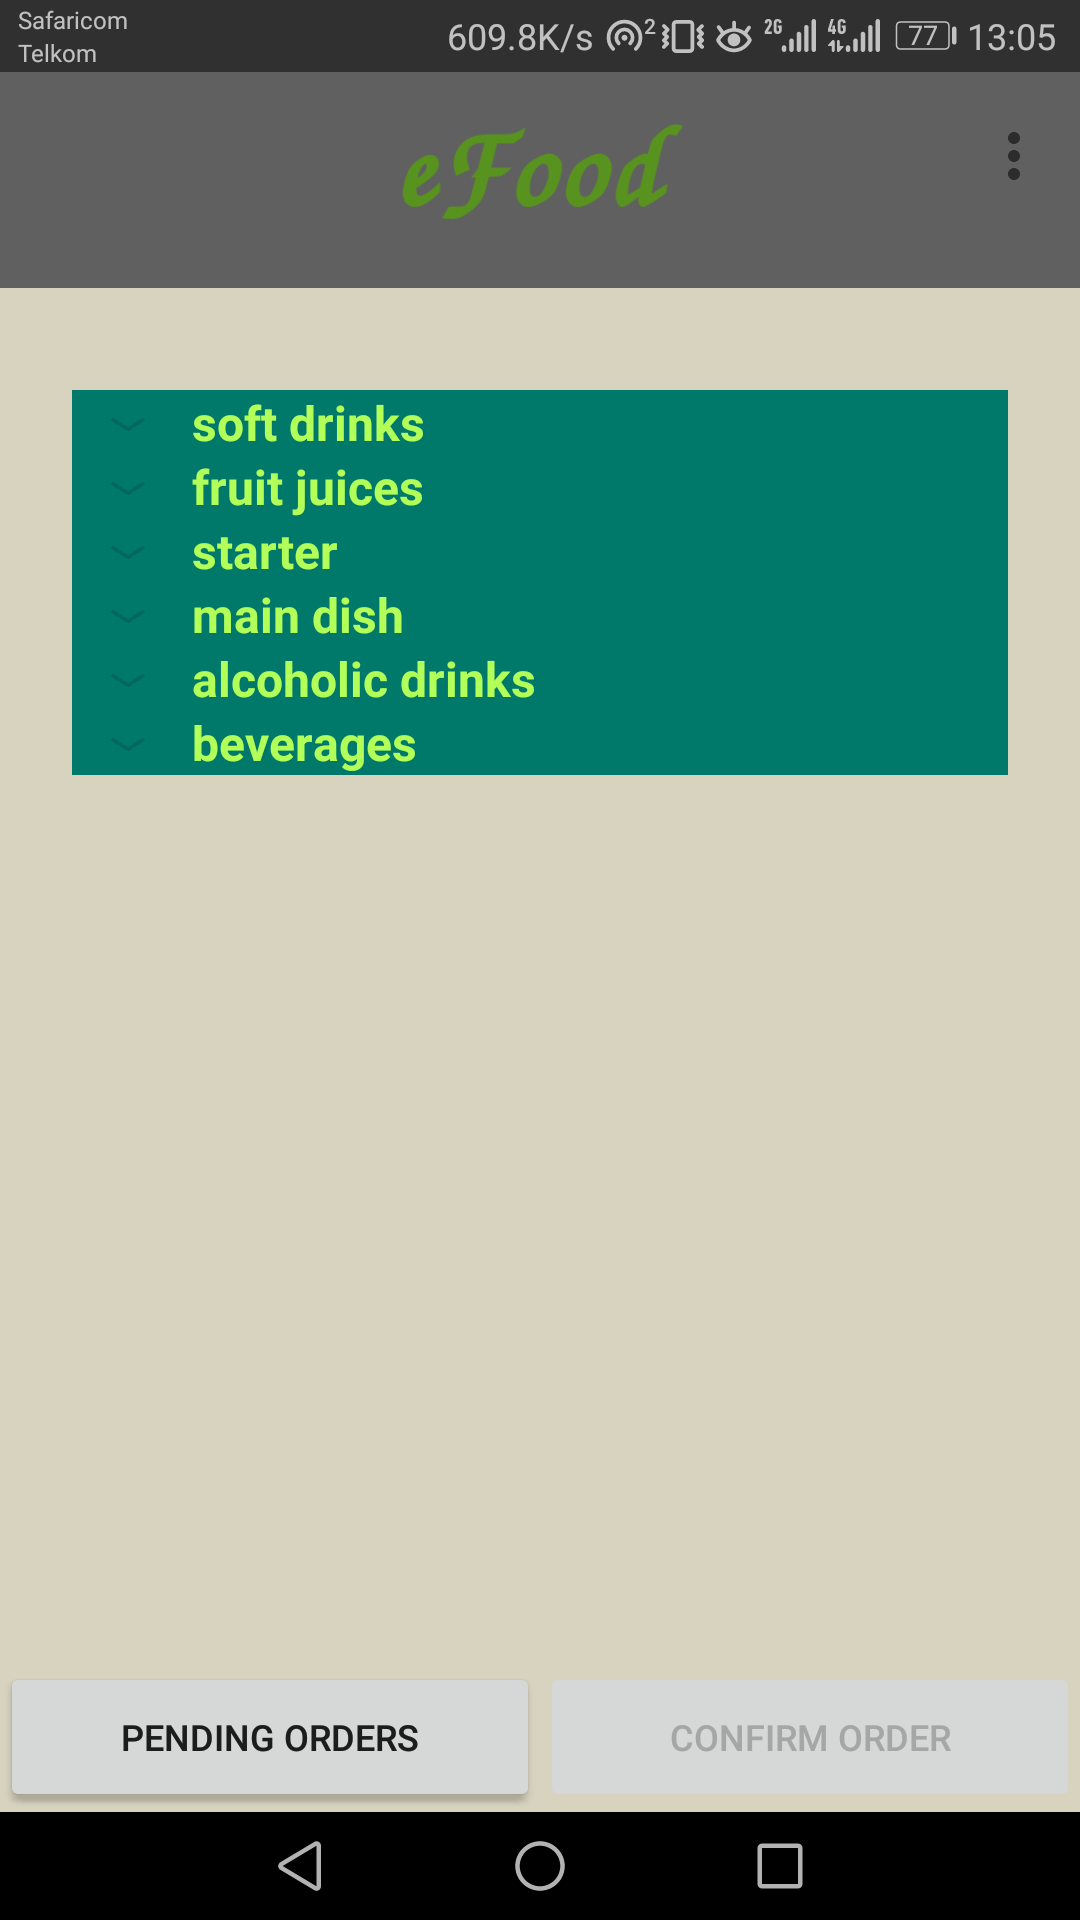 Safaricom
Telkom
609.8K/s 2 2G 4G 77 13:05
eFood
soft drinks
fruit juices
starter
main dish
alcoholic drinks
beverages
PENDING ORDERS CONFIRM ORDER